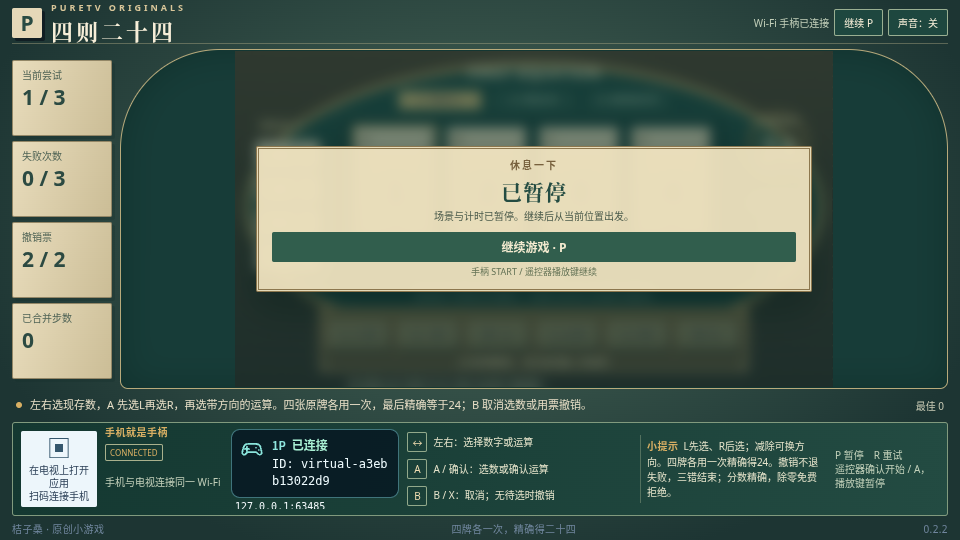 P
PURETV ORIGINALS
四则二十四
Wi-Fi 手柄已连接
继续 P
声音：关
当前尝试
1 / 3
失败次数
0 / 3
撤销票
2 / 2
已合并步数
0
休息一下
已暂停
场景与计时已暂停。继续后从当前位置出发。
继续游戏 · P
手柄 START / 遥控器播放键继续
左右选现存数，A 先选L再选R，再选带方向的运算。四张原牌各用一次，最后精确等于24；B 取消选数或用票撤销。
最佳 0
在电视上打开
应用
扫码连接手机
手机就是手柄
CONNECTED
手机与电视连接同一 Wi-Fi
1P 已连接
ID: virtual-a3eb
b13022d9
127.0.0.1:63485
↔ 左右：选择数字或运算
A A / 确认：选数或确认运算
B B / X：取消；无待选时撤销
小提示 L先选、R后选；减除可换方
向。四牌各用一次精确得24。撤销不退
失败，三错结束；分数精确，除零免费
拒绝。
P 暂停 R 重试
遥控器确认开始 / A，
播放键暂停
桔子桑 · 原创小游戏
四牌各一次，精确得二十四
0.2.2